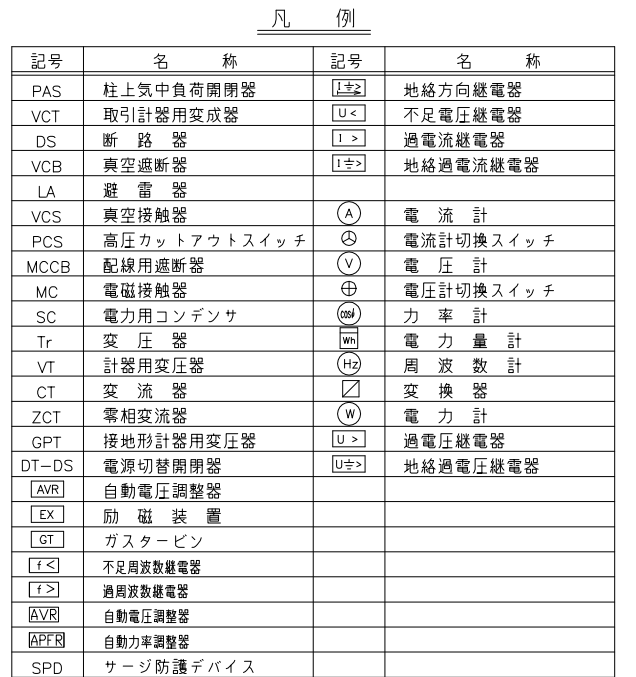 凡 例
記号 名称 記号 名称
PAS 柱上気中負荷開閉器 I⏚> 地絡方向継電器
VCT 取引計器用変成器 U< 不足電圧継電器
DS 断路器 I > 過電流継電器
VCB 真空遮断器 I⏚> 地絡過電流継電器
LA 避雷器
VCS 真空接触器 A 電流計
PCS 高圧カットアウトスイッチ 電流計切換スイッチ
MCCB 配線用遮断器 V 電圧計
MC 電磁接触器 電圧計切換スイッチ
SC 電力用コンデンサ cosφ 力率計
Tr 変圧器 Wh 電力量計
VT 計器用変圧器 Hz 周波数計
CT 変流器 変換器
ZCT 零相変流器 W 電力計
GPT 接地形計器用変圧器 U > 過電圧継電器
DT-DS 電源切替開閉器 U⏚> 地絡過電圧継電器
AVR 自動電圧調整器
EX 励磁装置
GT ガスタービン
f< 不足周波数継電器
f> 過周波数継電器
AVR 自動電圧調整器
APFR 自動力率調整器
SPD サージ防護デバイス